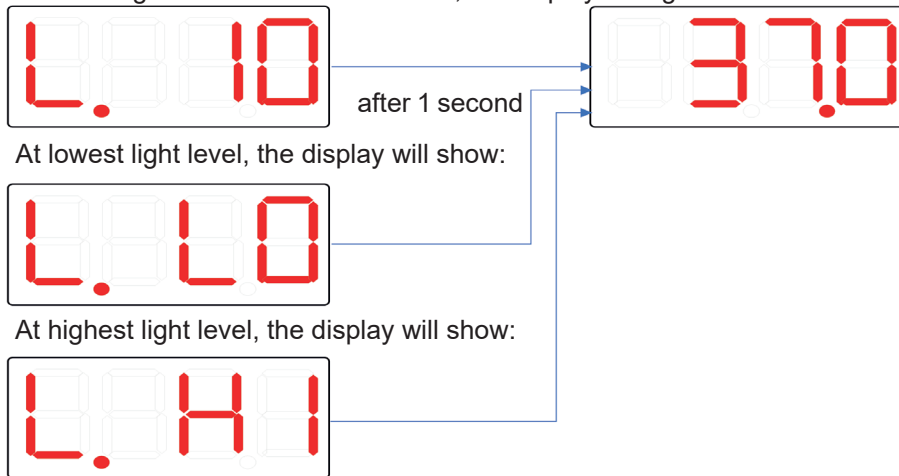 L. 10
37.0
after 1 second
At lowest light level, the display will show:
L. LO
At highest light level, the display will show:
L. HI